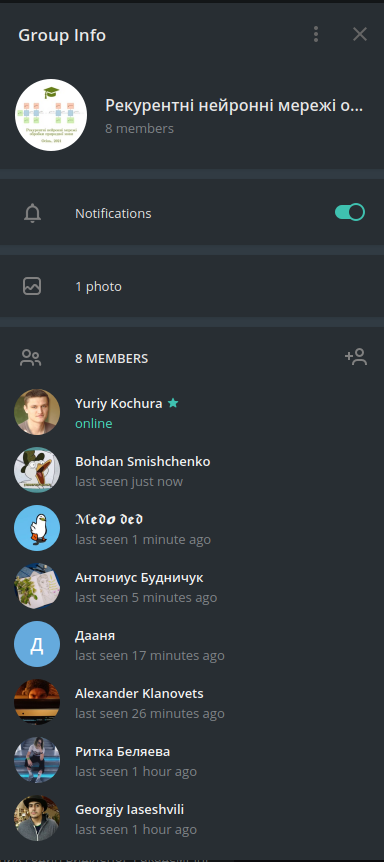 Group Info
Рекурентні нейронні мережі о...
8 members
Notifications
1 photo
8 MEMBERS
Yuriy Kochura
online
Bohdan Smishchenko
last seen just now
𝓜𝓮𝓭𝓸 𝓭𝓮𝓭
last seen 1 minute ago
Антониус Будничук
last seen 5 minutes ago
Д
Дааня
last seen 17 minutes ago
Alexander Klanovets
last seen 26 minutes ago
Ритка Беляева
last seen 1 hour ago
Georgiy Iaseshvili
last seen 1 hour ago